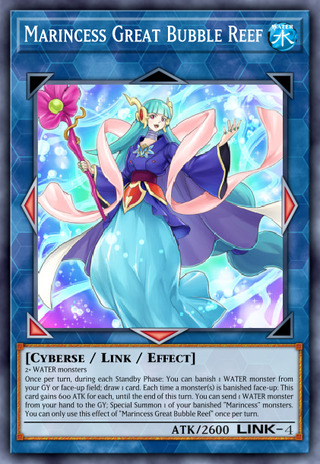 Marincess Great Bubble Reef
WATER
水
[Cyberse / Link / Effect]
2+ WATER monsters
Once per turn, during each Standby Phase: You can banish 1 WATER monster from
your GY or face-up field; draw 1 card. Each time a monster(s) is banished face-up: This
card gains 600 ATK for each, until the end of this turn. You can send 1 WATER monster
from your hand to the GY; Special Summon 1 of your banished "Marincess" monsters.
You can only use this effect of "Marincess Great Bubble Reef" once per turn.
ATK/2600 LINK-4